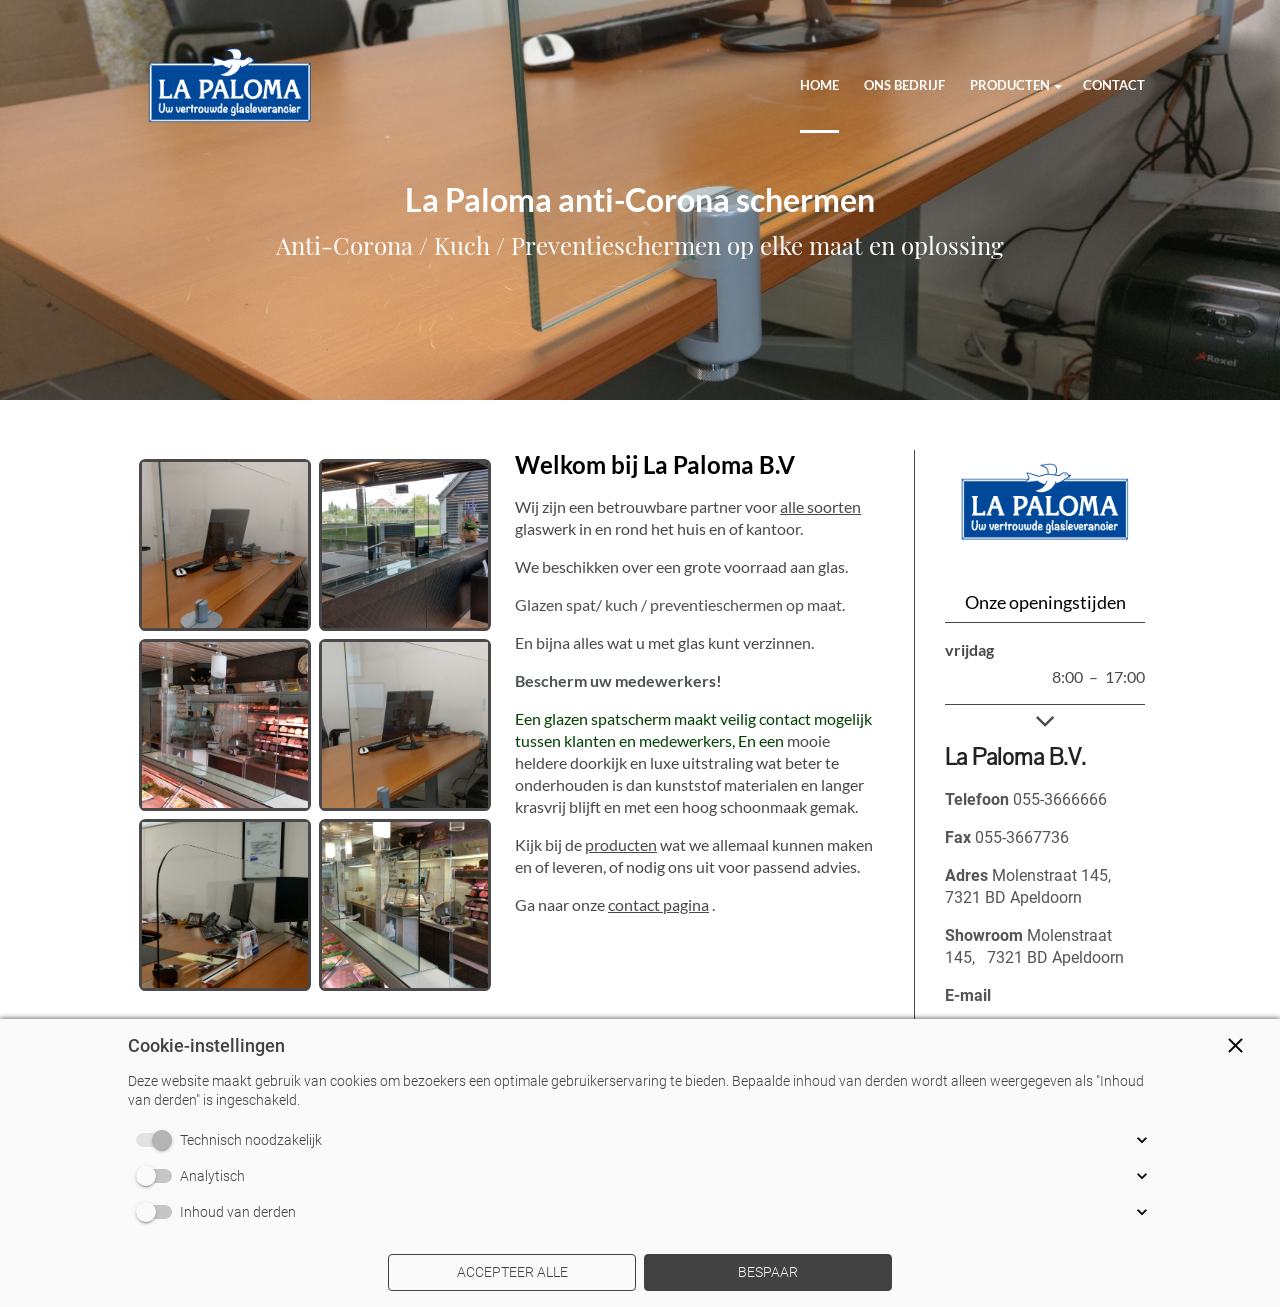 LA PALOMA
Uw vertrouwde glasleverancier
HOME
ONS BEDRIJF
PRODUCTEN
CONTACT
La Paloma anti-Corona schermen
Anti-Corona / Kuch / Preventieschermen op elke maat en oplossing
Rexel
Welkom bij La Paloma B.V
Wij zijn een betrouwbare partner voor alle soorten
glaswerk in en rond het huis en of kantoor.
We beschikken over een grote voorraad aan glas.
Glazen spat/ kuch / preventieschermen op maat.
En bijna alles wat u met glas kunt verzinnen.
Bescherm uw medewerkers!
Een glazen spatscherm maakt veilig contact mogelijk
tussen klanten en medewerkers, En een mooie
heldere doorkijk en luxe uitstraling wat beter te
onderhouden is dan kunststof materialen en langer
krasvrij blijft en met een hoog schoonmaak gemak.
Kijk bij de producten wat we allemaal kunnen maken
en of leveren, of nodig ons uit voor passend advies.
Ga naar onze contact pagina .
LA PALOMA
Uw vertrouwde glasleverancier
Onze openingstijden
vrijdag
8:00 – 17:00
La Paloma B.V.
Telefoon 055-3666666
Fax 055-3667736
Adres Molenstraat 145,
7321 BD Apeldoorn
Showroom Molenstraat
145, 7321 BD Apeldoorn
E-mail
Cookie-instellingen
Deze website maakt gebruik van cookies om bezoekers een optimale gebruikerservaring te bieden. Bepaalde inhoud van derden wordt alleen weergegeven als "Inhoud
van derden" is ingeschakeld.
Technisch noodzakelijk
Analytisch
Inhoud van derden
ACCEPTEER ALLE
BESPAAR